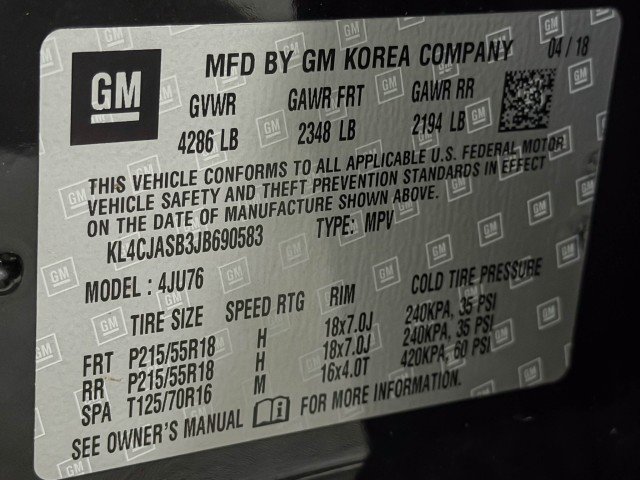 GM
MFD BY GM KOREA COMPANY 04/18
GVWR GAWR FRT GAWR RR
4286 LB 2348 LB 2194 LB
THIS VEHICLE CONFORMS TO ALL APPLICABLE U.S. FEDERAL MOTOR
VEHICLE SAFETY AND THEFT PREVENTION STANDARDS IN EFFECT
ON THE DATE OF MANUFACTURE SHOWN ABOVE.
KL4CJASB3JB690583 TYPE: MPV
MODEL : 4JU76
TIRE SIZE SPEED RTG RIM COLD TIRE PRESSURE
FRT P215/55R18 H 18x7.0J 240KPA, 35 PSI
RR P215/55R18 H 18x7.0J 240KPA, 35 PSI
SPA T125/70R16 M 16x4.0T 420KPA, 60 PSI
SEE OWNER'S MANUAL FOR MORE INFORMATION.